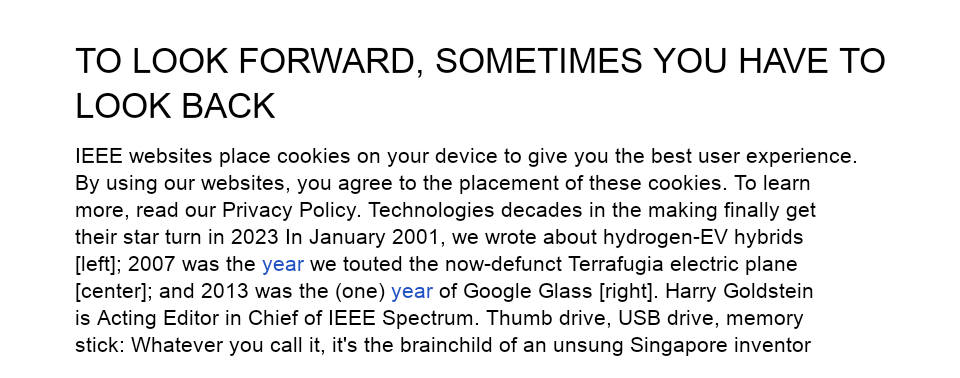 TO LOOK FORWARD, SOMETIMES YOU HAVE TO
LOOK BACK
IEEE websites place cookies on your device to give you the best user experience.
By using our websites, you agree to the placement of these cookies. To learn
more, read our Privacy Policy. Technologies decades in the making finally get
their star turn in 2023 In January 2001, we wrote about hydrogen-EV hybrids
[left]; 2007 was the year we touted the now-defunct Terrafugia electric plane
[center]; and 2013 was the (one) year of Google Glass [right]. Harry Goldstein
is Acting Editor in Chief of IEEE Spectrum. Thumb drive, USB drive, memory
stick: Whatever you call it, it's the brainchild of an unsung Singapore inventor